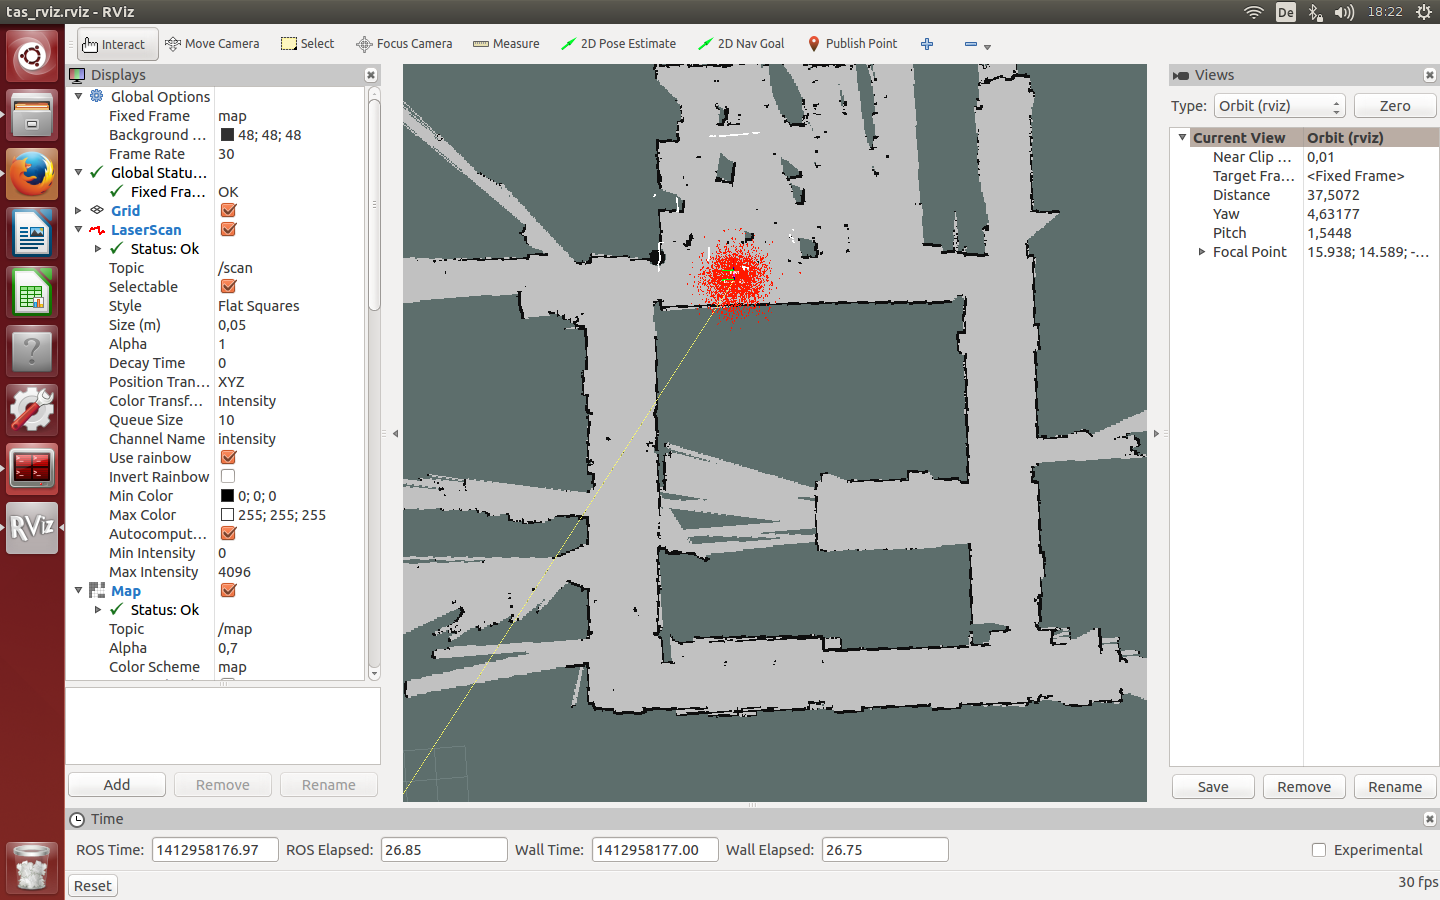 tas_rviz.rviz - RViz
De
18:22
Interact
Move Camera
Select
Focus Camera
Measure
2D Pose Estimate
2D Nav Goal
Publish Point
Displays
Global Options
Fixed Frame map
Background ... 48; 48; 48
Frame Rate 30
Global Statu...
Fixed Fra... OK
Grid
LaserScan
Status: Ok
Topic /scan
Selectable
Style Flat Squares
Size (m) 0,05
Alpha 1
Decay Time 0
Position Tran... XYZ
Color Transf... Intensity
Queue Size 10
Channel Name intensity
Use rainbow
Invert Rainbow
Min Color 0; 0; 0
Max Color 255; 255; 255
Autocomput...
Min Intensity 0
Max Intensity 4096
Map
Status: Ok
Topic /map
Alpha 0,7
Color Scheme map
Add
Remove
Rename
RViz
Views
Type: Orbit (rviz)
Zero
Current View Orbit (rviz)
Near Clip ... 0,01
Target Fra... <Fixed Frame>
Distance 37,5072
Yaw 4,63177
Pitch 1,5448
Focal Point 15.938; 14.589; -...
Save
Remove
Rename
Time
ROS Time: 1412958176.97
ROS Elapsed: 26.85
Wall Time: 1412958177.00
Wall Elapsed: 26.75
Experimental
Reset
30 fps